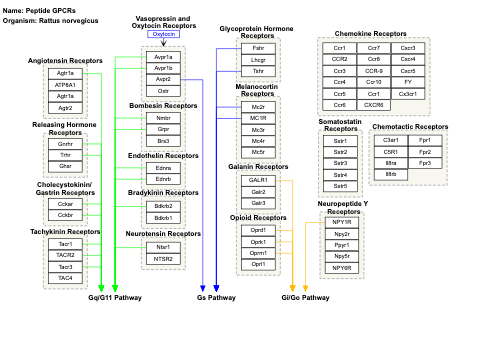 Name: Peptide GPCRs
Organism: Rattus norvegicus
Vasopressin and
Oxytocin Receptors
Oxytocin
Avpr1a
Avpr1b
Avpr2
Oxtr
Bombesin Receptors
Nmbr
Grpr
Brs3
Endothelin Receptors
Ednra
Ednrb
Bradykinin Receptors
Bdkrb2
Bdkrb1
Neurotensin Receptors
Ntsr1
NTSR2
Angiotensin Receptors
Agtr1a
ATP8A1
Agtr1a
Agtr2
Releasing Hormone
Receptors
Gnrhr
Trhr
Ghsr
Cholecystokinin/
Gastrin Receptors
Cckar
Cckbr
Tachykinin Receptors
Tacr1
TACR2
Tacr3
TAC4
Glycoprotein Hormone
Receptors
Fshr
Lhcgr
Tshr
Melanocortin
Receptors
Mc2r
MC1R
Mc3r
Mc4r
Mc5r
Galanin Receptors
GALR1
Galr2
Galr3
Opioid Receptors
Oprd1
Oprk1
Oprm1
Oprl1
Chemokine Receptors
Ccr1 Ccr7 Cxcr3
CCR2 Ccr8 Cxcr4
Ccr3 CCR-9 Cxcr5
Ccr4 Ccr10 FY
Ccr5 Xcr1 Cx3cr1
Ccr6 CXCR6
Somatostatin
Receptors
Sstr1
Sstr2
Sstr3
Sstr4
Sstr5
Chemotactic Receptors
C3ar1 Fpr1
C5R1 Fpr2
Il8ra Fpr3
Il8rb
Neuropeptide Y
Receptors
NPY1R
Npy2r
Ppyr1
Npy5r
NPY6R
Gq/G11 Pathway
Gs Pathway
Gi/Go Pathway